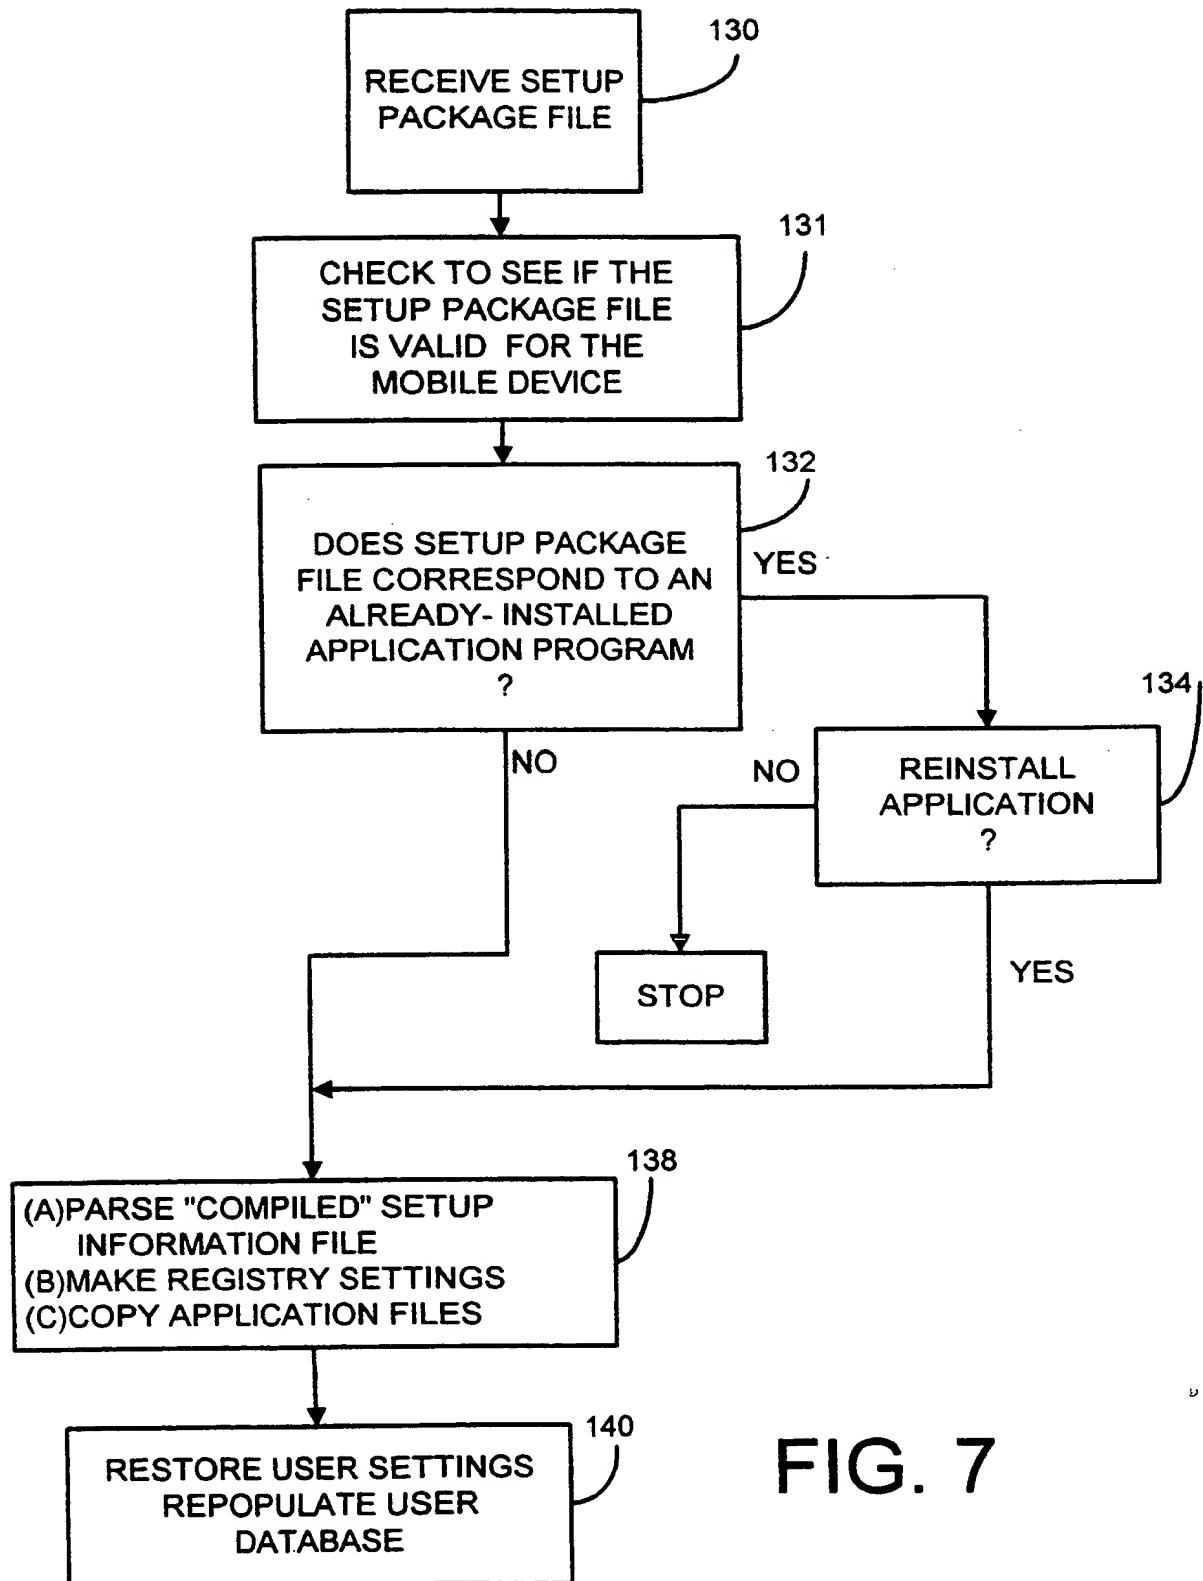 130
RECEIVE SETUP
PACKAGE FILE
131
CHECK TO SEE IF THE
SETUP PACKAGE FILE
IS VALID FOR THE
MOBILE DEVICE
132
DOES SETUP PACKAGE
FILE CORRESPOND TO AN
ALREADY- INSTALLED
APPLICATION PROGRAM
?
YES
NO
134
REINSTALL
APPLICATION
?
NO
STOP
YES
138
(A)PARSE "COMPILED" SETUP
INFORMATION FILE
(B)MAKE REGISTRY SETTINGS
(C)COPY APPLICATION FILES
140
RESTORE USER SETTINGS
REPOPULATE USER
DATABASE
FIG. 7